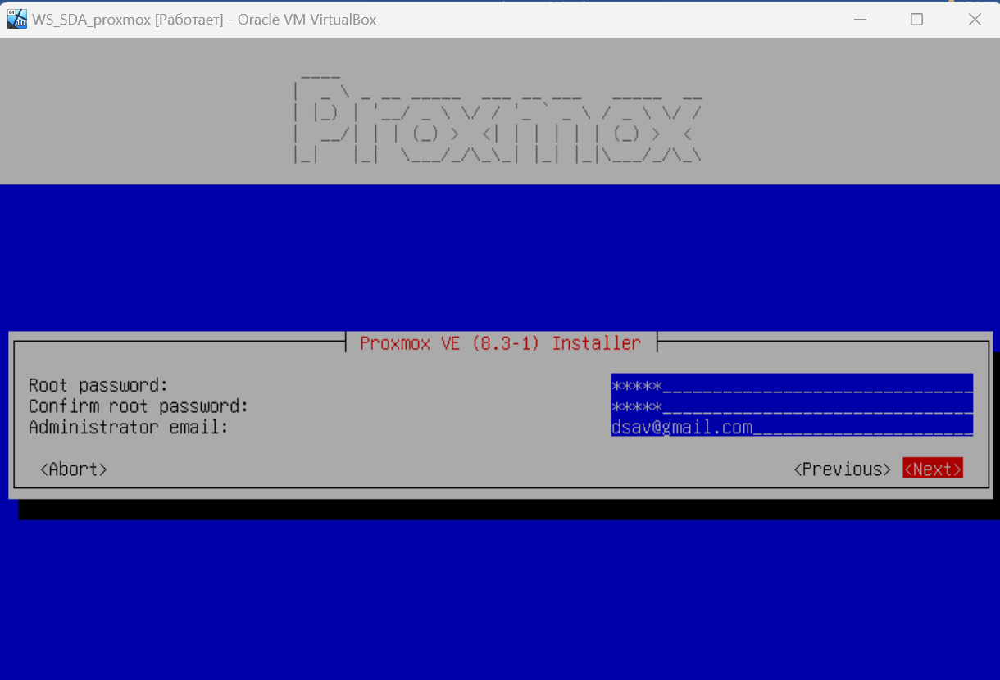 WS_SDA_proxmox [Работает] - Oracle VM VirtualBox
Proxmox
Proxmox VE (8.3-1) Installer
Root password: *****
Confirm root password: *****
Administrator email: dsav@gmail.com
<Abort> <Previous> <Next>